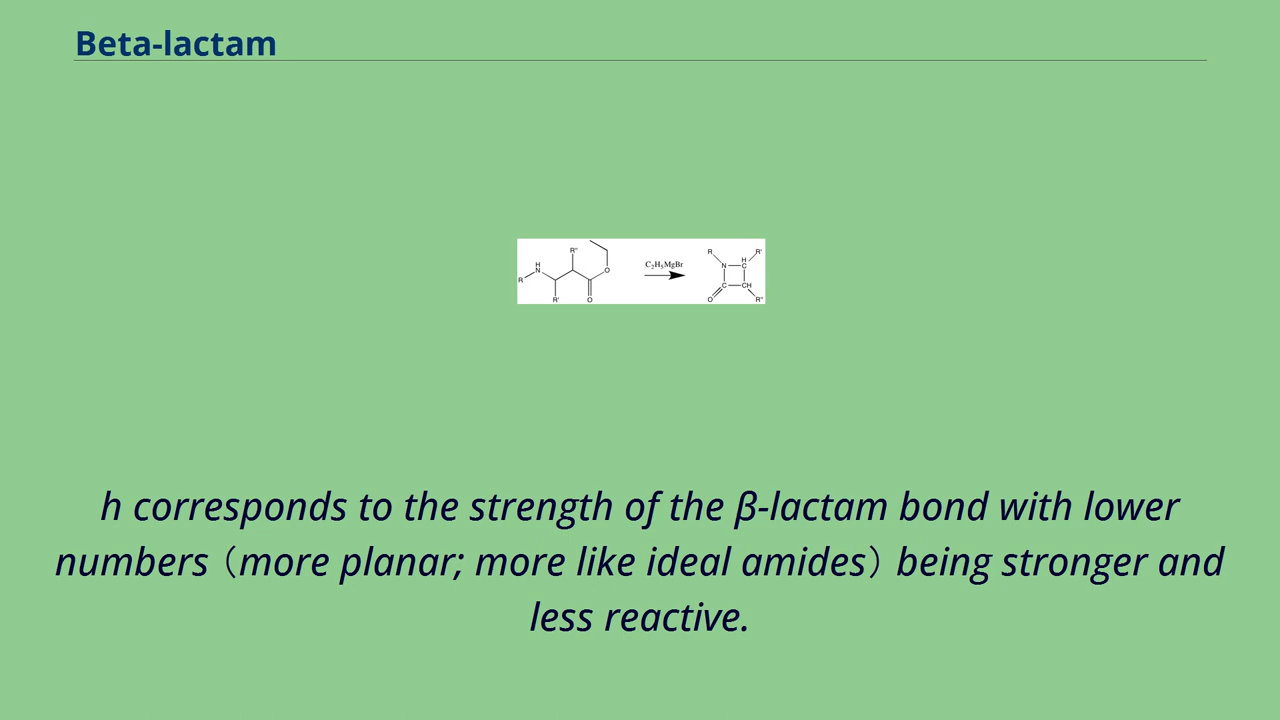 Beta-lactam
R H N R' R'' O O C₂H₅MgBr R N H C R' C CH O R''
h corresponds to the strength of the β-lactam bond with lower
numbers（more planar; more like ideal amides）being stronger and
less reactive.